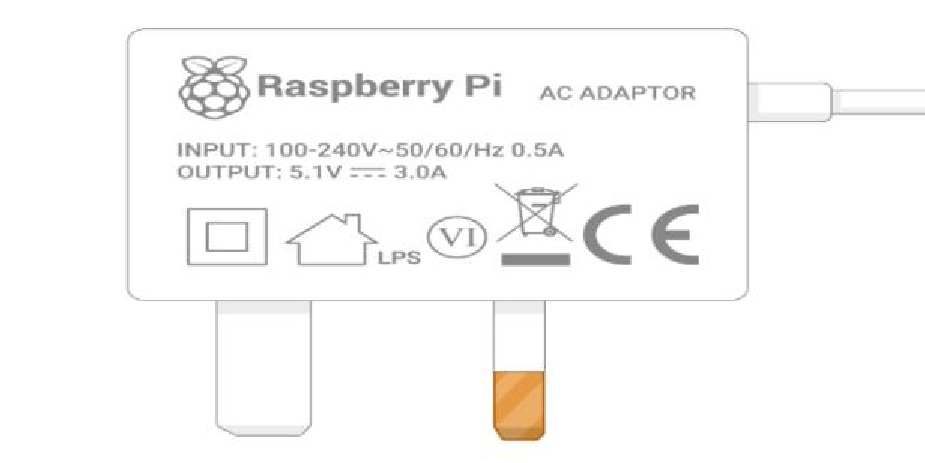 Raspberry Pi AC ADAPTOR
INPUT: 100-240V~50/60/Hz 0.5A
OUTPUT: 5.1V ⎓ 3.0A
LPS VI CE